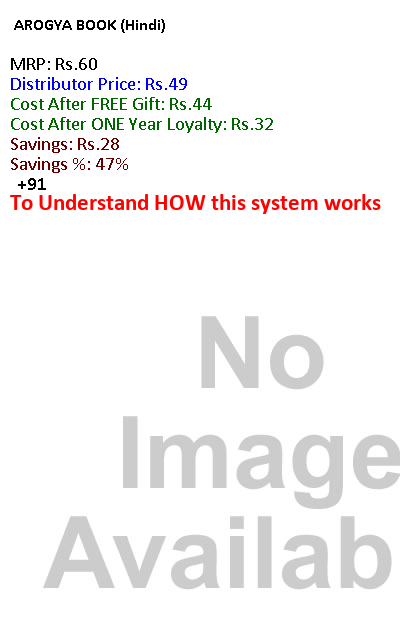 AROGYA BOOK (Hindi)
MRP: Rs.60
Distributor Price: Rs.49
Cost After FREE Gift: Rs.44
Cost After ONE Year Loyalty: Rs.32
Savings: Rs.28
Savings %: 47%
+91
To Understand HOW this system works
No
Image
Availab